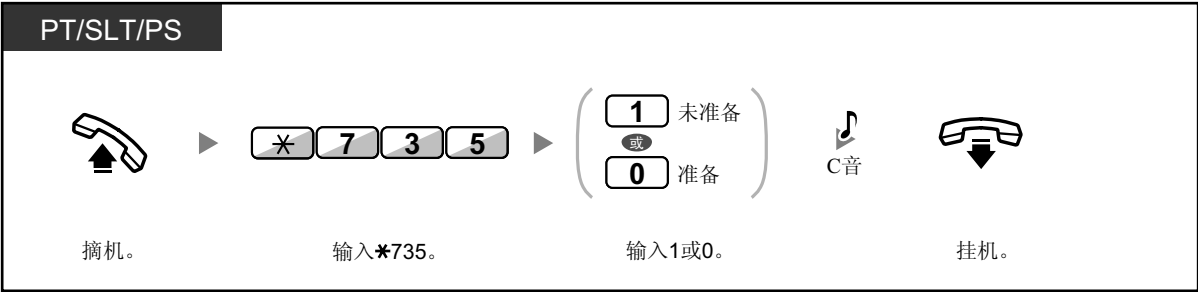 PT/SLT/PS
✳ 7 3 5
1 未准备
或
0 准备
C音
摘机。
输入✳735。
输入1或0。
挂机。